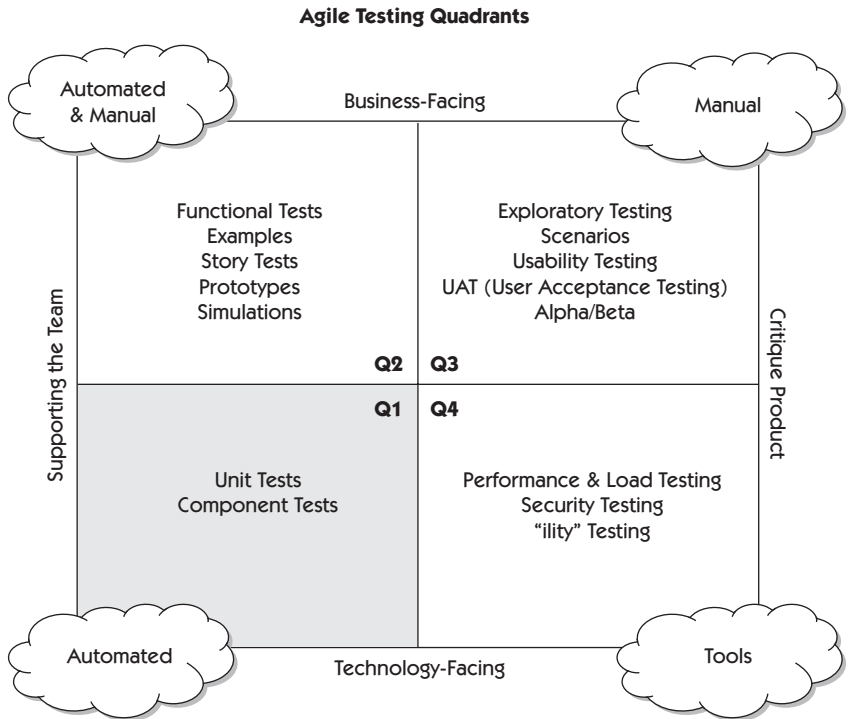 Agile Testing Quadrants
Automated
& Manual
Business-Facing
Manual
Functional Tests
Examples
Story Tests
Prototypes
Simulations
Exploratory Testing
Scenarios
Usability Testing
UAT (User Acceptance Testing)
Alpha/Beta
Supporting the Team
Critique Product
Q2
Q3
Q1
Q4
Unit Tests
Component Tests
Performance & Load Testing
Security Testing
“ility” Testing
Automated
Technology-Facing
Tools